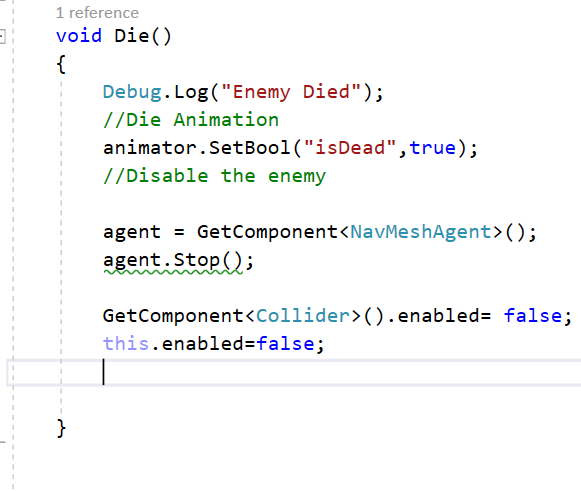 1 reference
void Die()
{
Debug.Log("Enemy Died");
//Die Animation
animator.SetBool("isDead",true);
//Disable the enemy
agent = GetComponent<NavMeshAgent>();
agent.Stop();
GetComponent<Collider>().enabled= false;
this.enabled=false;
}